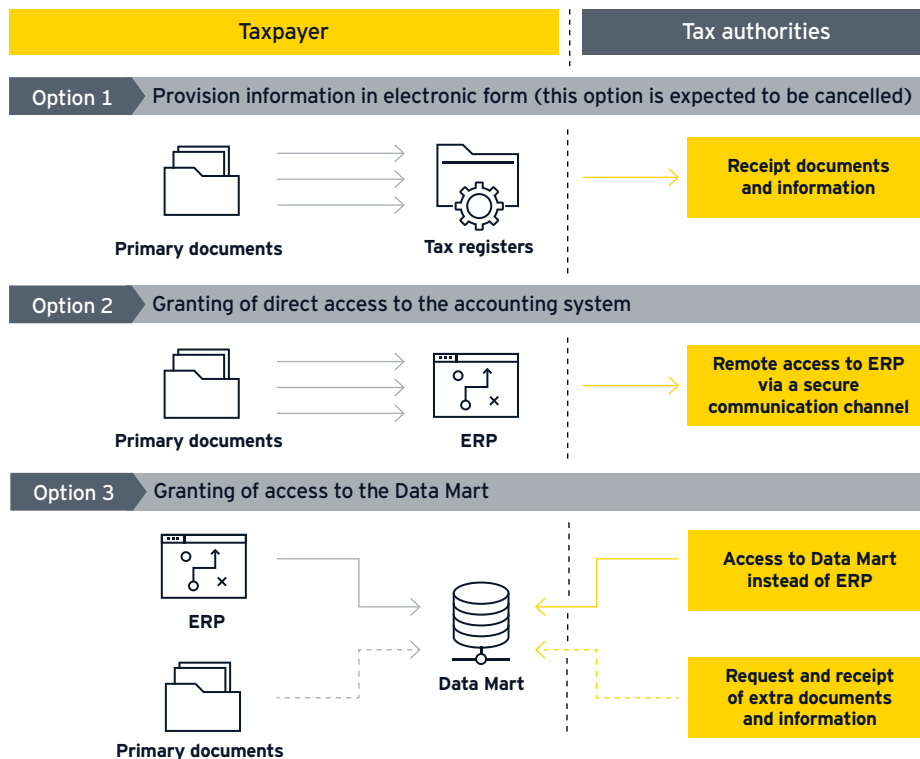 Taxpayer
Tax authorities
Option 1
Provision information in electronic form (this option is expected to be cancelled)
Primary documents
Tax registers
Receipt documents
and information
Option 2
Granting of direct access to the accounting system
Primary documents
ERP
Remote access to ERP
via a secure
communication channel
Option 3
Granting of access to the Data Mart
ERP
Primary documents
Data Mart
Access to Data Mart
instead of ERP
Request and receipt
of extra documents
and information